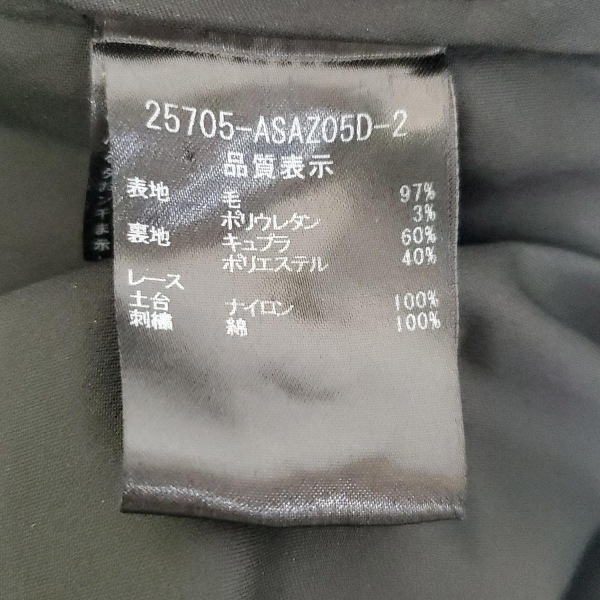 25705-ASAZ05D-2
品質表示
表地 毛 97%
ポリウレタン 3%
裏地 キュプラ 60%
ポリエステル 40%
レース
土台 ナイロン 100%
刺繍 綿 100%